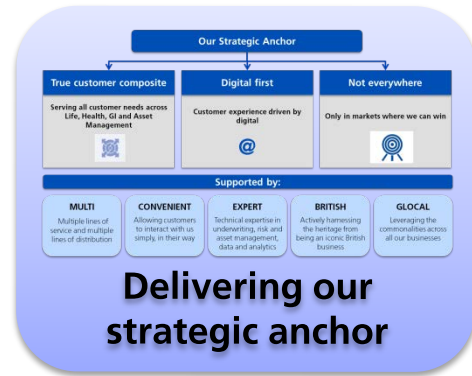 Our Strategic Anchor
True customer composite
Serving all customer needs across
Life, Health, GI and Asset
Management
Digital first
Customer experience driven by
digital
@
Not everywhere
Only in markets where we can win
Supported by:
MULTI
Multiple lines of
service and multiple
lines of distribution
CONVENIENT
Allowing customers
to interact with us
simply, in their way
EXPERT
Technical expertise in
underwriting, risk and
asset management,
data and analytics
BRITISH
Actively harnessing
the heritage from
being an iconic British
business
GLOCAL
Leveraging the
commonalities across
all our businesses
Delivering our
strategic anchor